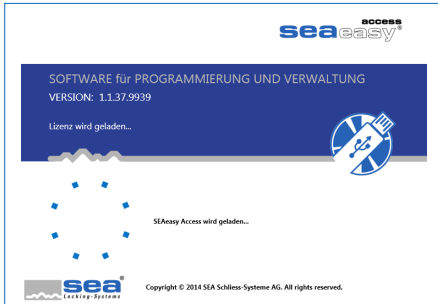 access
seaeasy®
SOFTWARE für PROGRAMMIERUNG UND VERWALTUNG
VERSION: 1.1.37.9939
Lizenz wird geladen...
SEAeasy Access wird geladen...
sea®
Locking-Systems
Copyright © 2014 SEA Schliess-Systeme AG. All rights reserved.